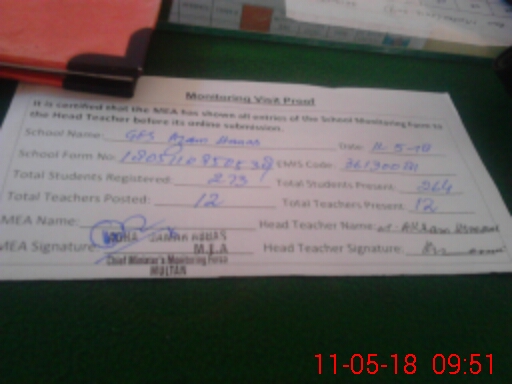 Monitoring Visit Proof
It is certified that the MEA has shown all entries of the School Monitoring Form to
the Head Teacher before its online submission.
School Name: GES Azam Date: 11-5-18
School Form No: EMIS Code:
Total Students Registered: 273 Total Students Present: 264
Total Teachers Posted: 12 Total Teachers Present: 12
MEA Name: Head Teacher Name:
MEA Signature: Head Teacher Signature:
ABBAS
M.E.A
Chief Minister's Monitoring Force
MULTAN
11-05-18 09:51